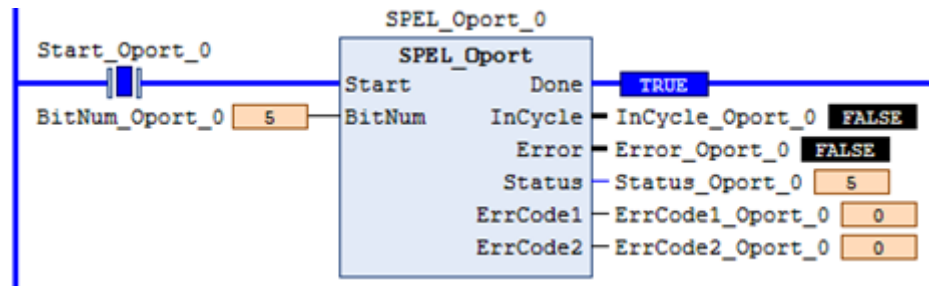 SPEL_Oport_0
Start_Oport_0 SPEL_Oport
Start Done TRUE
BitNum_Oport_0 5 BitNum InCycle InCycle_Oport_0 FALSE
Error Error_Oport_0 FALSE
Status Status_Oport_0 5
ErrCode1 ErrCode1_Oport_0 0
ErrCode2 ErrCode2_Oport_0 0